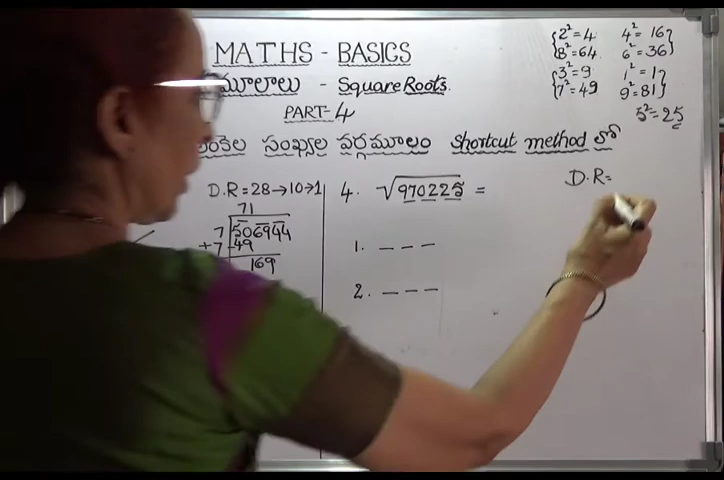 MATHS - BASICS
మూలాలు - Square Roots.
PART-4
అంకెల సంఖ్యల వర్గమూలం shortcut method లో
2²=4 4²=16
8²=64 6²=36
3²=9 1²=1
7²=49 9²=81
5²=25
D.R=28→10→1
71
7 506944
+7 -49
169
4. √970225 =
1. _ _ _
2. _ _ _
D.R=